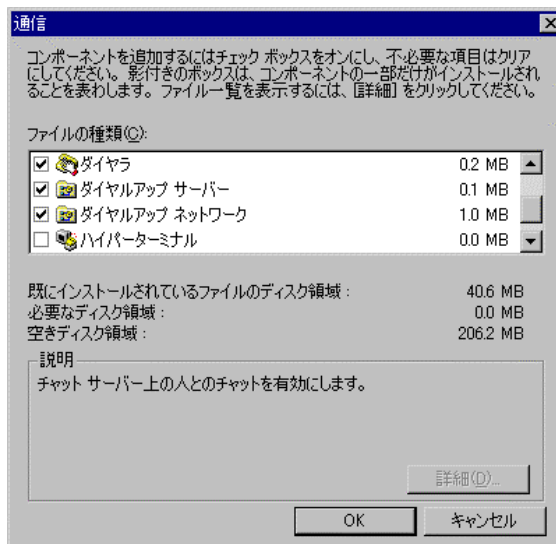 通信
コンポーネントを追加するにはチェック ボックスをオンにし、不必要な項目はクリア
にしてください。影付きのボックスは、コンポーネントの一部だけがインストールされ
ることを表わします。ファイル一覧を表示するには、[詳細] をクリックしてください。
ファイルの種類(C):
ダイヤラ 0.2 MB
ダイヤルアップ サーバー 0.1 MB
ダイヤルアップ ネットワーク 1.0 MB
ハイパーターミナル 0.0 MB
既にインストールされているファイルのディスク領域 : 40.6 MB
必要なディスク領域 : 0.0 MB
空きディスク領域 : 206.2 MB
説明
チャット サーバー上の人とのチャットを有効にします。
詳細(D)...
OK キャンセル